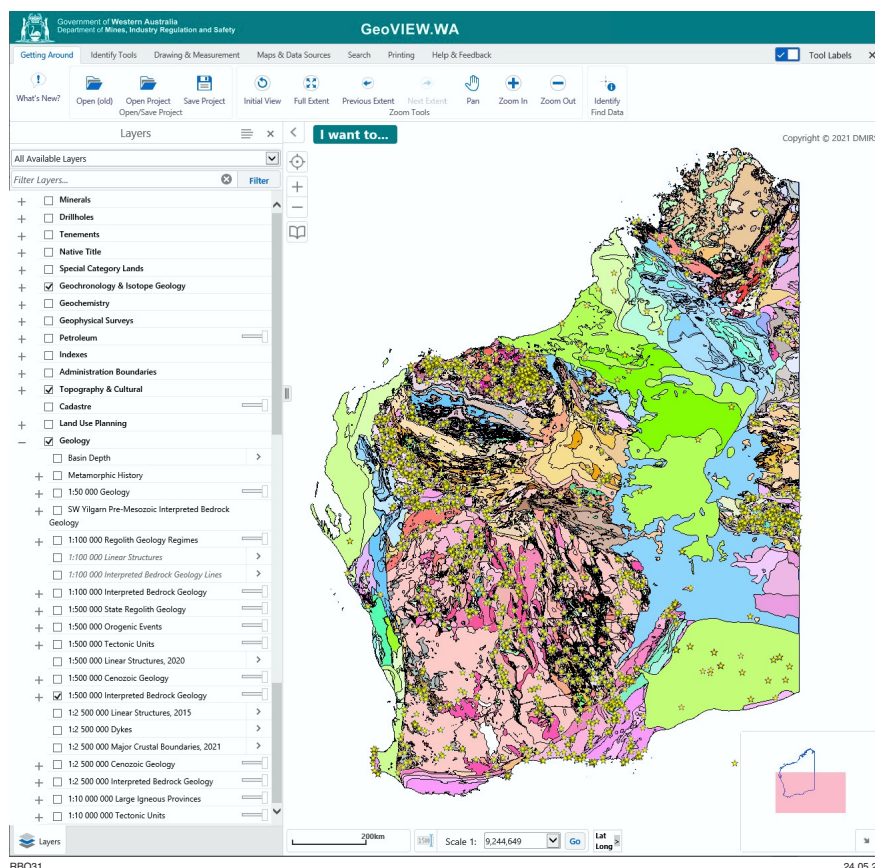 Government of Western Australia
Department of Mines, Industry Regulation and Safety
GeoVIEW.WA
Getting Around Identify Tools Drawing & Measurement Maps & Data Sources Search Printing Help & Feedback Tool Labels
What's New? Open (old) Open Project Save Project Initial View Full Extent Previous Extent Next Extent Pan Zoom In Zoom Out Identify
Open/Save Project Zoom Tools Find Data
Layers
I want to...
Copyright © 2021 DMIRS
All Available Layers
Filter Layers... Filter
Minerals
Drillholes
Tenements
Native Title
Special Category Lands
Geochronology & Isotope Geology
Geochemistry
Geophysical Surveys
Petroleum
Indexes
Administration Boundaries
Topography & Cultural
Cadastre
Land Use Planning
Geology
Basin Depth
Metamorphic History
1:50 000 Geology
SW Yilgarn Pre-Mesozoic Interpreted Bedrock
Geology
1:100 000 Regolith Geology Regimes
1:100 000 Linear Structures
1:100 000 Interpreted Bedrock Geology Lines
1:100 000 Interpreted Bedrock Geology
1:500 000 State Regolith Geology
1:500 000 Orogenic Events
1:500 000 Tectonic Units
1:500 000 Linear Structures, 2020
1:500 000 Cenozoic Geology
1:500 000 Interpreted Bedrock Geology
1:2 500 000 Linear Structures, 2015
1:2 500 000 Dykes
1:2 500 000 Major Crustal Boundaries, 2021
1:2 500 000 Cenozoic Geology
1:2 500 000 Interpreted Bedrock Geology
1:10 000 000 Large Igneous Provinces
1:10 000 000 Tectonic Units
Layers
200km
Scale 1: 9,244,649 Go
Lat
Long
RBO31